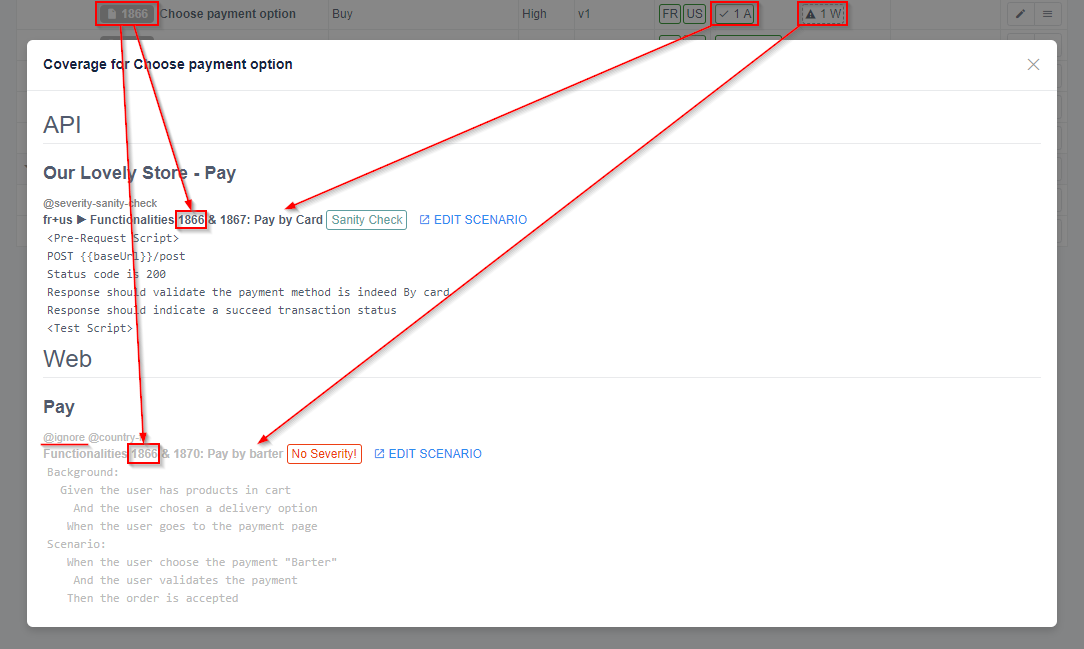 1866 Choose payment option Buy High v1 FR US 1 A 1 W
Coverage for Choose payment option
API
Our Lovely Store - Pay
@severity-sanity-check
fr+us ▶ Functionalities 1866 & 1867: Pay by Card Sanity Check EDIT SCENARIO
<Pre-Request Script>
POST {{baseUrl}}/post
Status code is 200
Response should validate the payment method is indeed By card
Response should indicate a succeed transaction status
<Test Script>
Web
Pay
@ignore @country-
Functionalities 1866 & 1870: Pay by barter No Severity! EDIT SCENARIO
Background:
Given the user has products in cart
And the user chosen a delivery option
When the user goes to the payment page
Scenario:
When the user choose the payment "Barter"
And the user validates the payment
Then the order is accepted